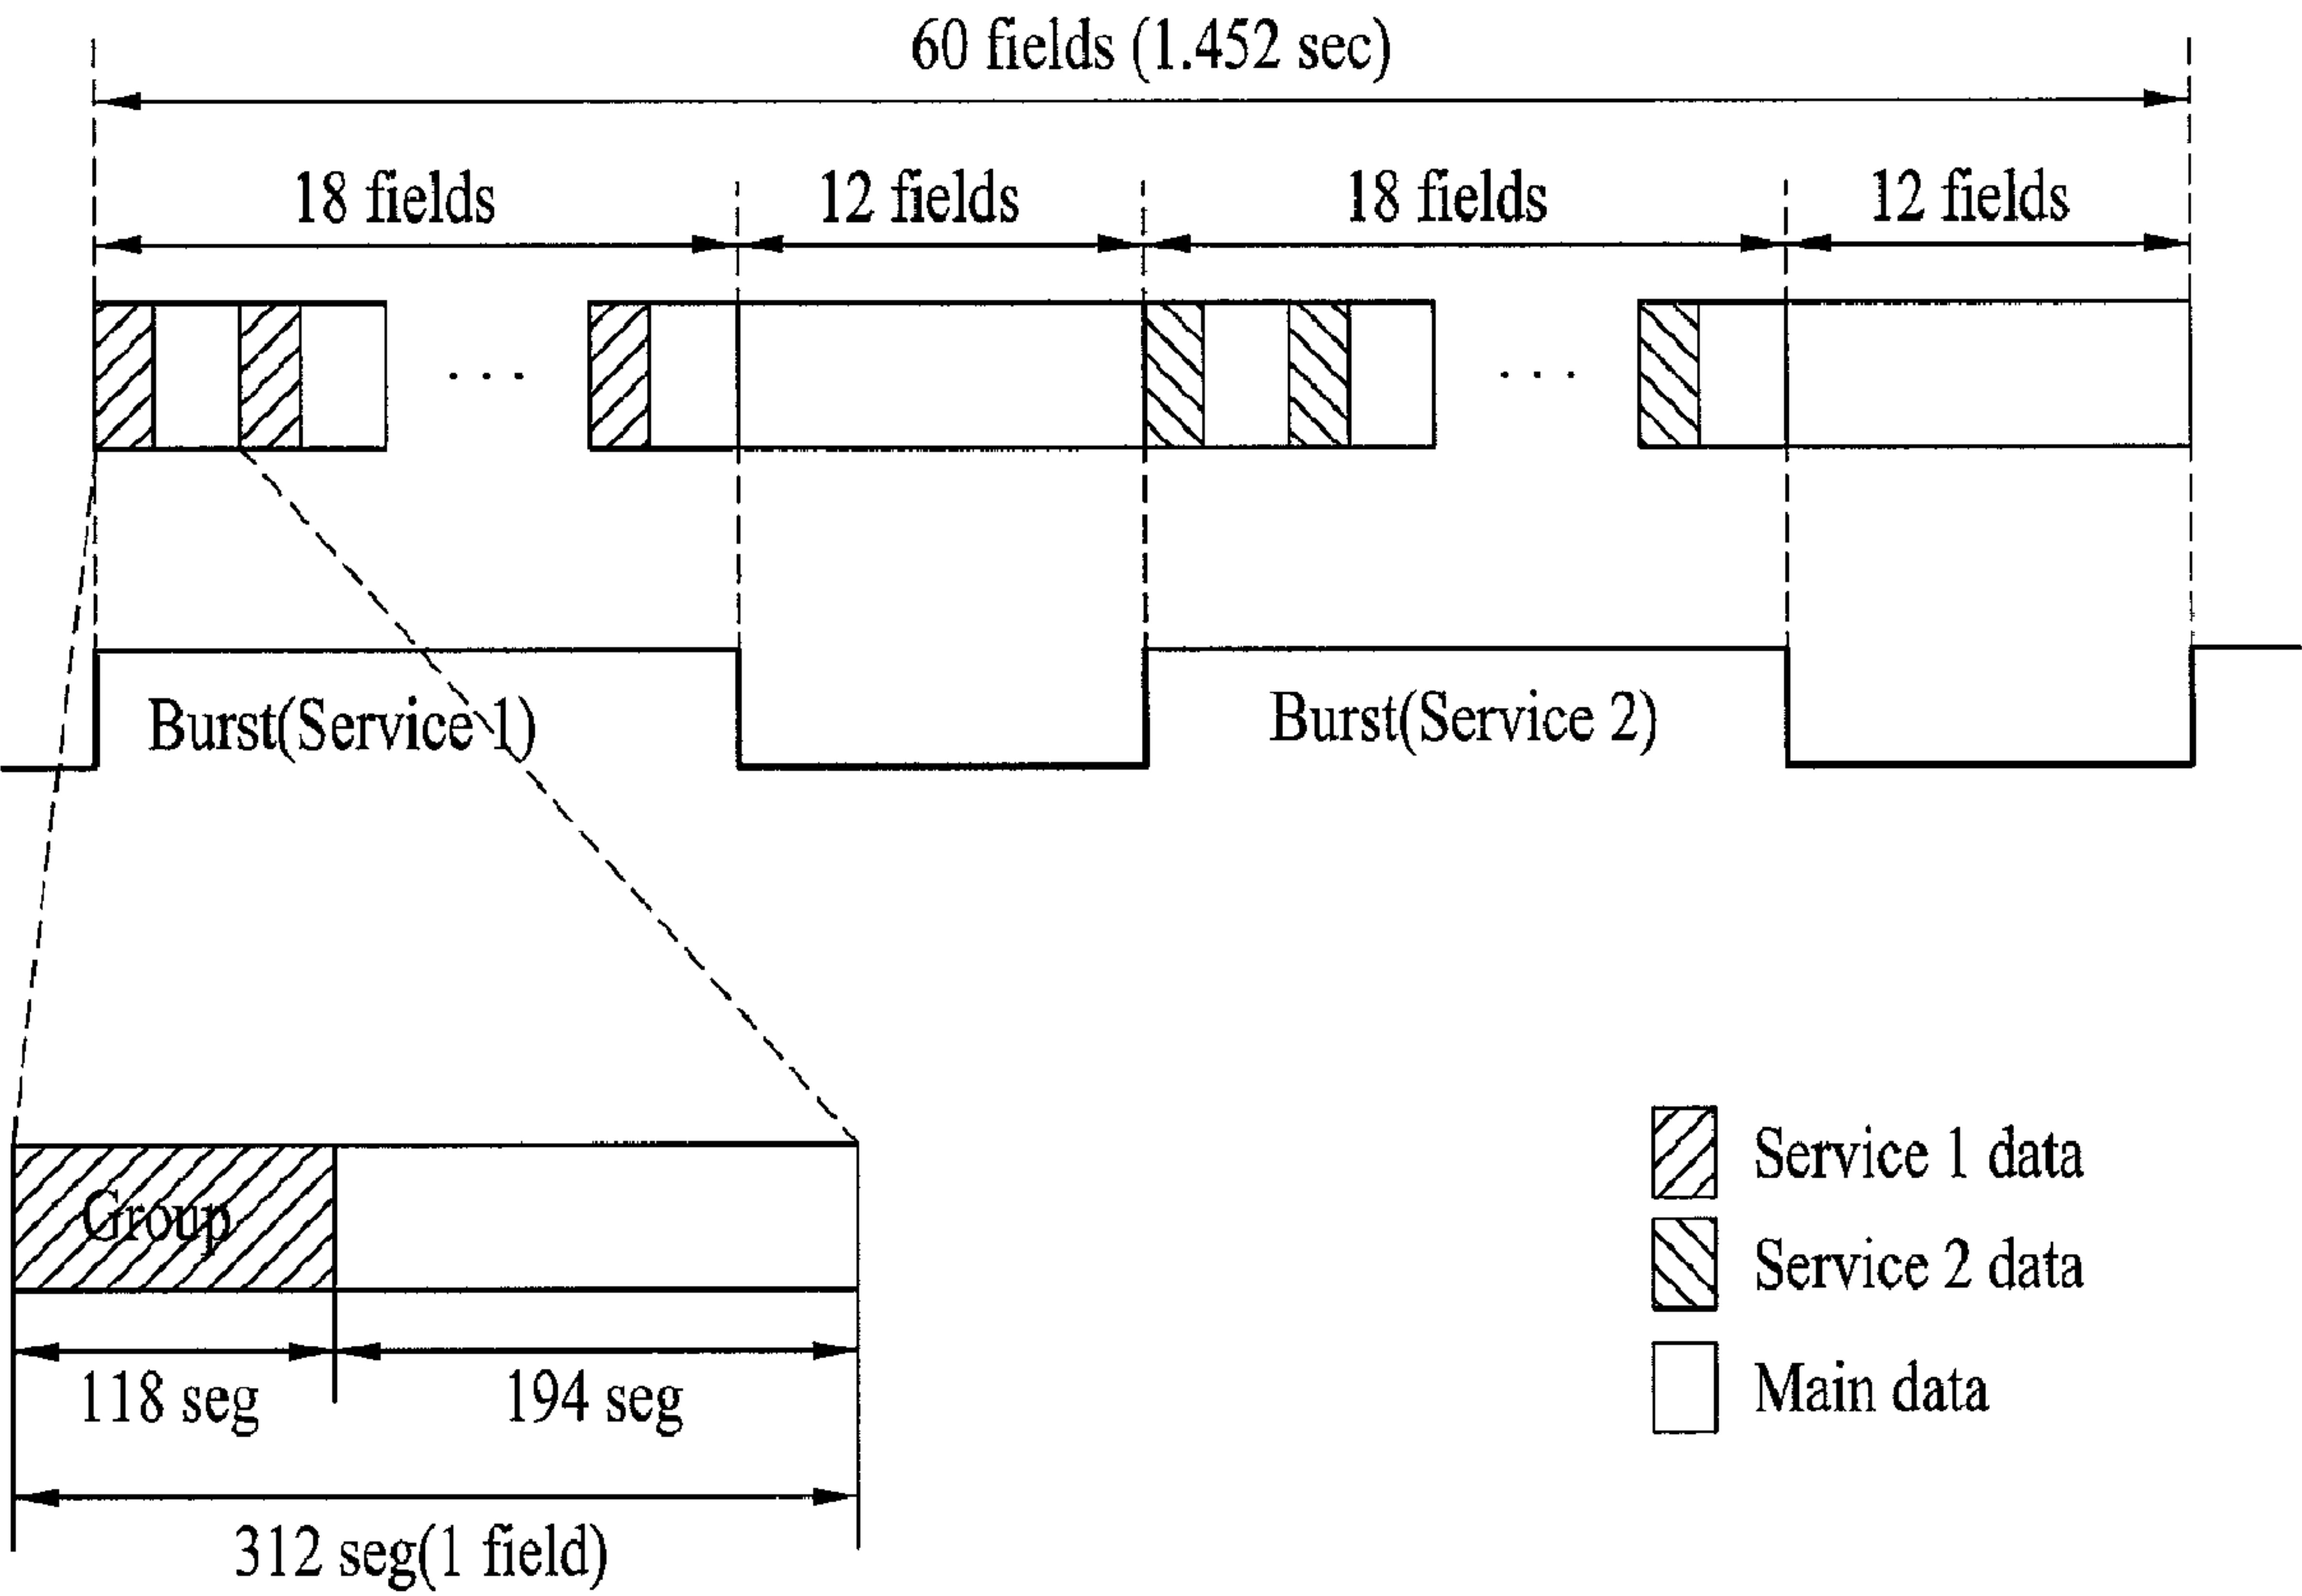 60 fields (1.452 sec)
18 fields
12 fields
18 fields
12 fields
. . .
. . .
Burst(Service 1)
Burst(Service 2)
Group
118 seg
194 seg
312 seg(1 field)
Service 1 data
Service 2 data
Main data